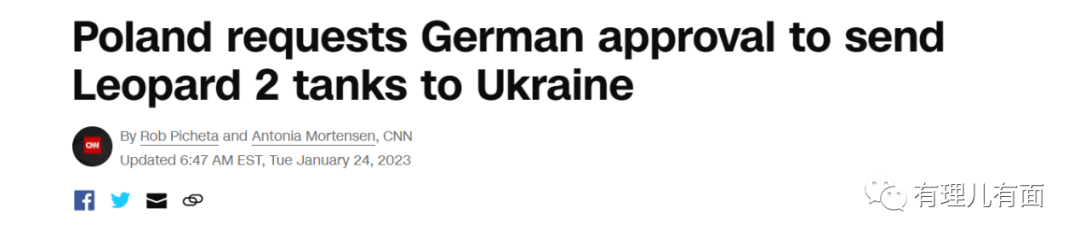 Poland requests German approval to send
Leopard 2 tanks to Ukraine
CNN
By Rob Picheta and Antonia Mortensen, CNN
Updated 6:47 AM EST, Tue January 24, 2023
有理儿有面